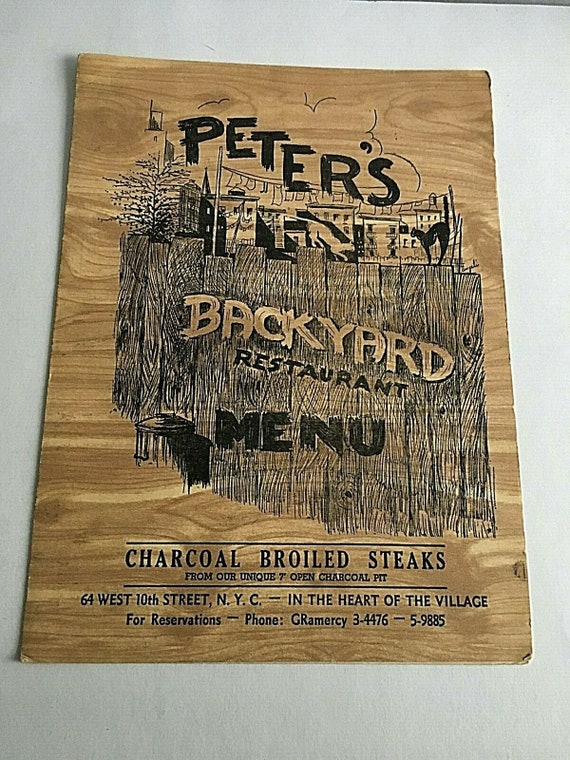 PETER'S
BACKYARD
RESTAURANT
MENU
CHARCOAL BROILED STEAKS
FROM OUR UNIQUE 7' OPEN CHARCOAL PIT
64 WEST 10th STREET, N. Y. C. — IN THE HEART OF THE VILLAGE
For Reservations — Phone: GRamercy 3-4476 — 5-9885